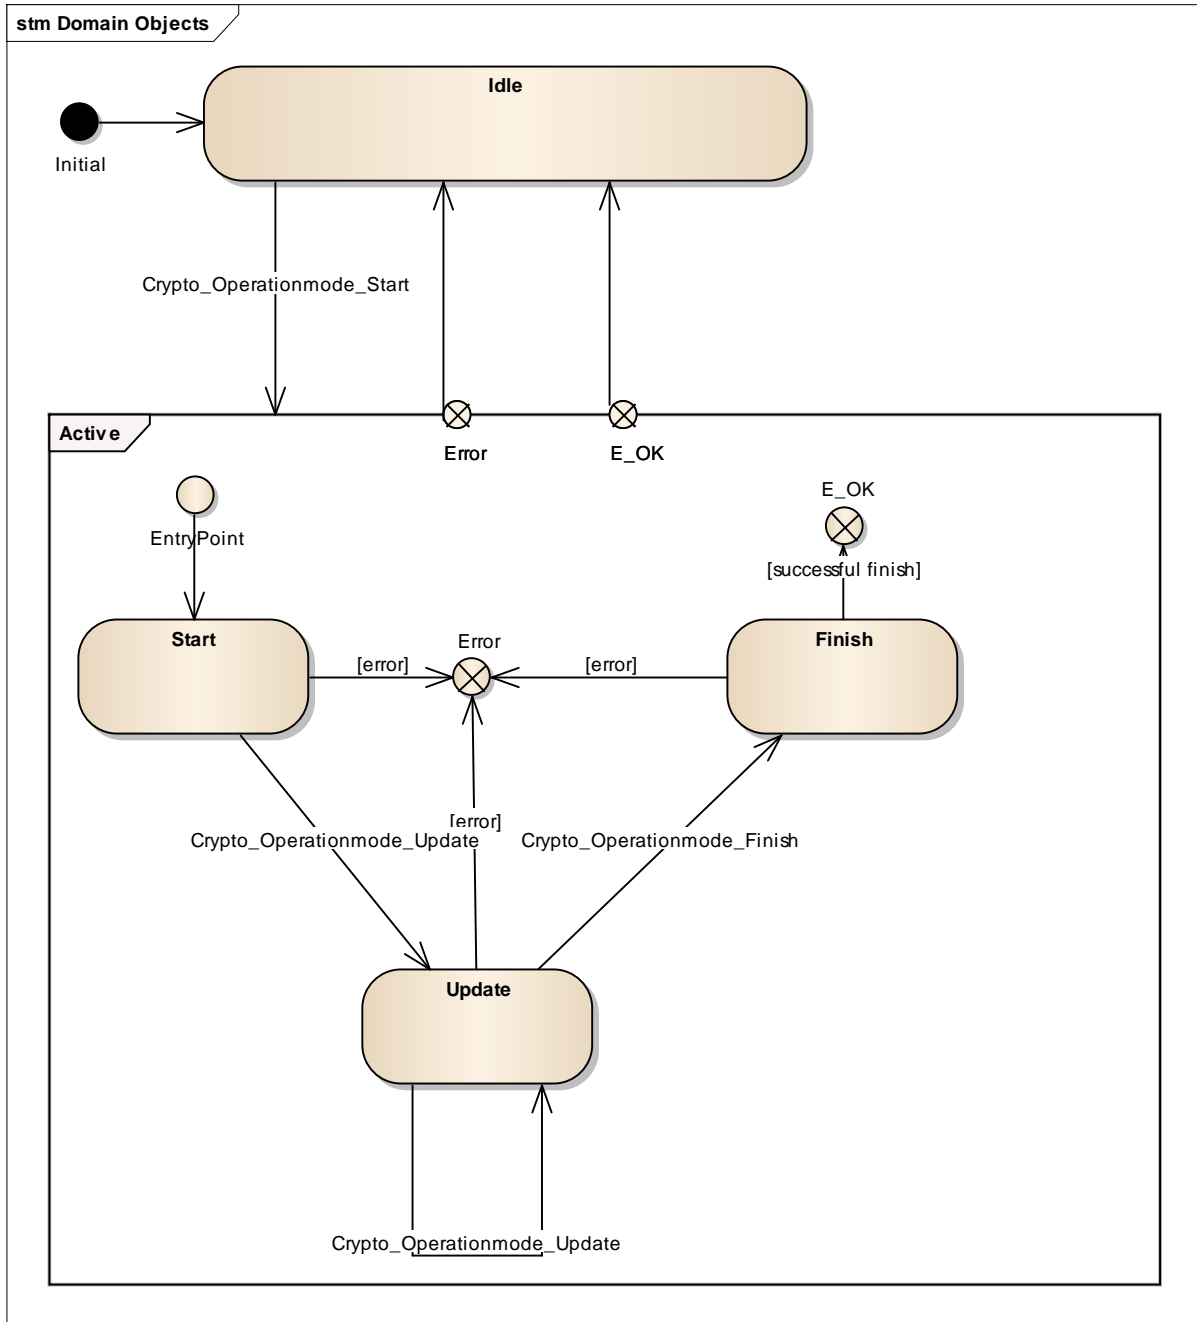 stm Domain Objects
Idle
Initial
Crypto_Operationmode_Start
Active
Error
E_OK
E_OK
EntryPoint
[successful finish]
Start
Error
Finish
[error]
[error]
[error]
Crypto_Operationmode_Update
Crypto_Operationmode_Finish
Update
Crypto_Operationmode_Update